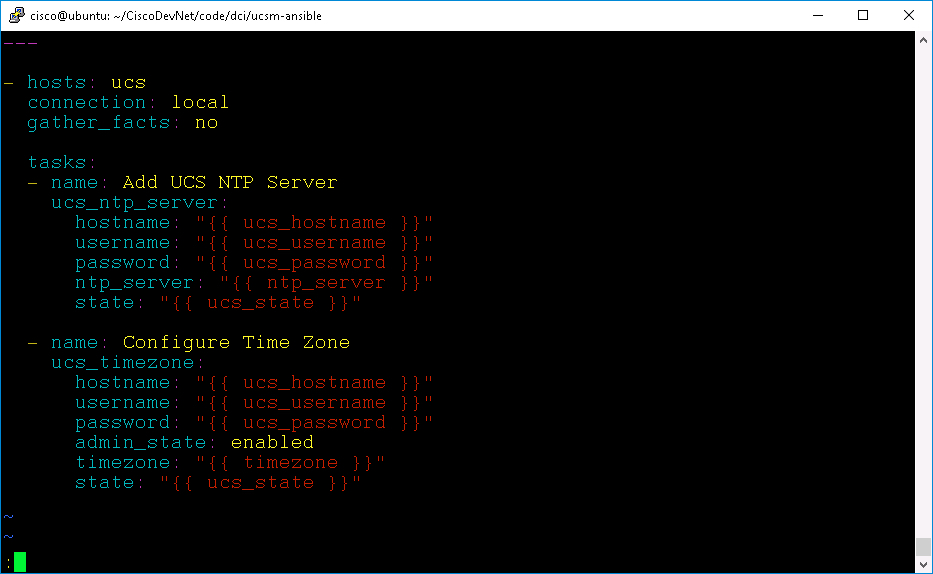 cisco@ubuntu: ~/CiscoDevNet/code/dci/ucsm-ansible
---
- hosts: ucs
  connection: local
  gather_facts: no
  tasks:
  - name: Add UCS NTP Server
    ucs_ntp_server:
      hostname: "{{ ucs_hostname }}"
      username: "{{ ucs_username }}"
      password: "{{ ucs_password }}"
      ntp_server: "{{ ntp_server }}"
      state: "{{ ucs_state }}"
  - name: Configure Time Zone
    ucs_timezone:
      hostname: "{{ ucs_hostname }}"
      username: "{{ ucs_username }}"
      password: "{{ ucs_password }}"
      admin_state: enabled
      timezone: "{{ timezone }}"
      state: "{{ ucs_state }}"
~
~
: